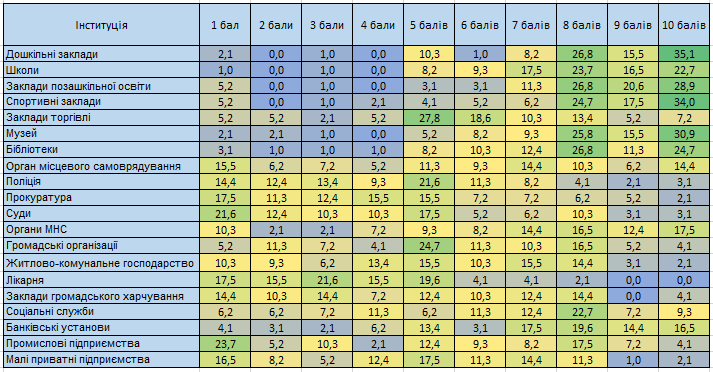 Інституція 1 бал 2 бали 3 бали 4 бали 5 балів 6 балів 7 балів 8 балів 9 балів 10 балів
Дошкільні заклади 2,1 0,0 1,0 0,0 10,3 1,0 8,2 26,8 15,5 35,1
Школи 1,0 0,0 1,0 0,0 8,2 9,3 17,5 23,7 16,5 22,7
Заклади позашкільної освіти 5,2 0,0 1,0 0,0 3,1 3,1 11,3 26,8 20,6 28,9
Спортивні заклади 5,2 0,0 1,0 2,1 4,1 5,2 6,2 24,7 17,5 34,0
Заклади торгівлі 5,2 5,2 2,1 5,2 27,8 18,6 10,3 13,4 5,2 7,2
Музей 2,1 2,1 1,0 0,0 5,2 8,2 9,3 25,8 15,5 30,9
Бібліотеки 3,1 1,0 1,0 1,0 8,2 10,3 12,4 26,8 11,3 24,7
Орган місцевого самоврядування 15,5 6,2 7,2 5,2 11,3 9,3 14,4 10,3 6,2 14,4
Поліція 14,4 12,4 13,4 9,3 21,6 11,3 8,2 4,1 2,1 3,1
Прокуратура 17,5 11,3 12,4 15,5 15,5 7,2 7,2 6,2 5,2 2,1
Суди 21,6 12,4 10,3 10,3 17,5 5,2 6,2 10,3 3,1 3,1
Органи МНС 10,3 2,1 2,1 7,2 9,3 8,2 14,4 16,5 12,4 17,5
Громадські організації 5,2 11,3 7,2 4,1 24,7 11,3 10,3 16,5 5,2 4,1
Житлово-комунальне господарство 10,3 9,3 6,2 13,4 15,5 10,3 15,5 14,4 3,1 2,1
Лікарня 17,5 15,5 21,6 15,5 19,6 4,1 4,1 2,1 0,0 0,0
Заклади громадського харчування 14,4 10,3 14,4 7,2 12,4 10,3 12,4 14,4 0,0 4,1
Соціальні служби 6,2 6,2 7,2 11,3 6,2 11,3 12,4 22,7 7,2 9,3
Банківські установи 4,1 3,1 2,1 6,2 13,4 3,1 17,5 19,6 14,4 16,5
Промислові підприємства 23,7 5,2 10,3 2,1 12,4 9,3 8,2 17,5 7,2 4,1
Малі приватні підприємства 16,5 8,2 5,2 12,4 17,5 11,3 14,4 11,3 1,0 2,1